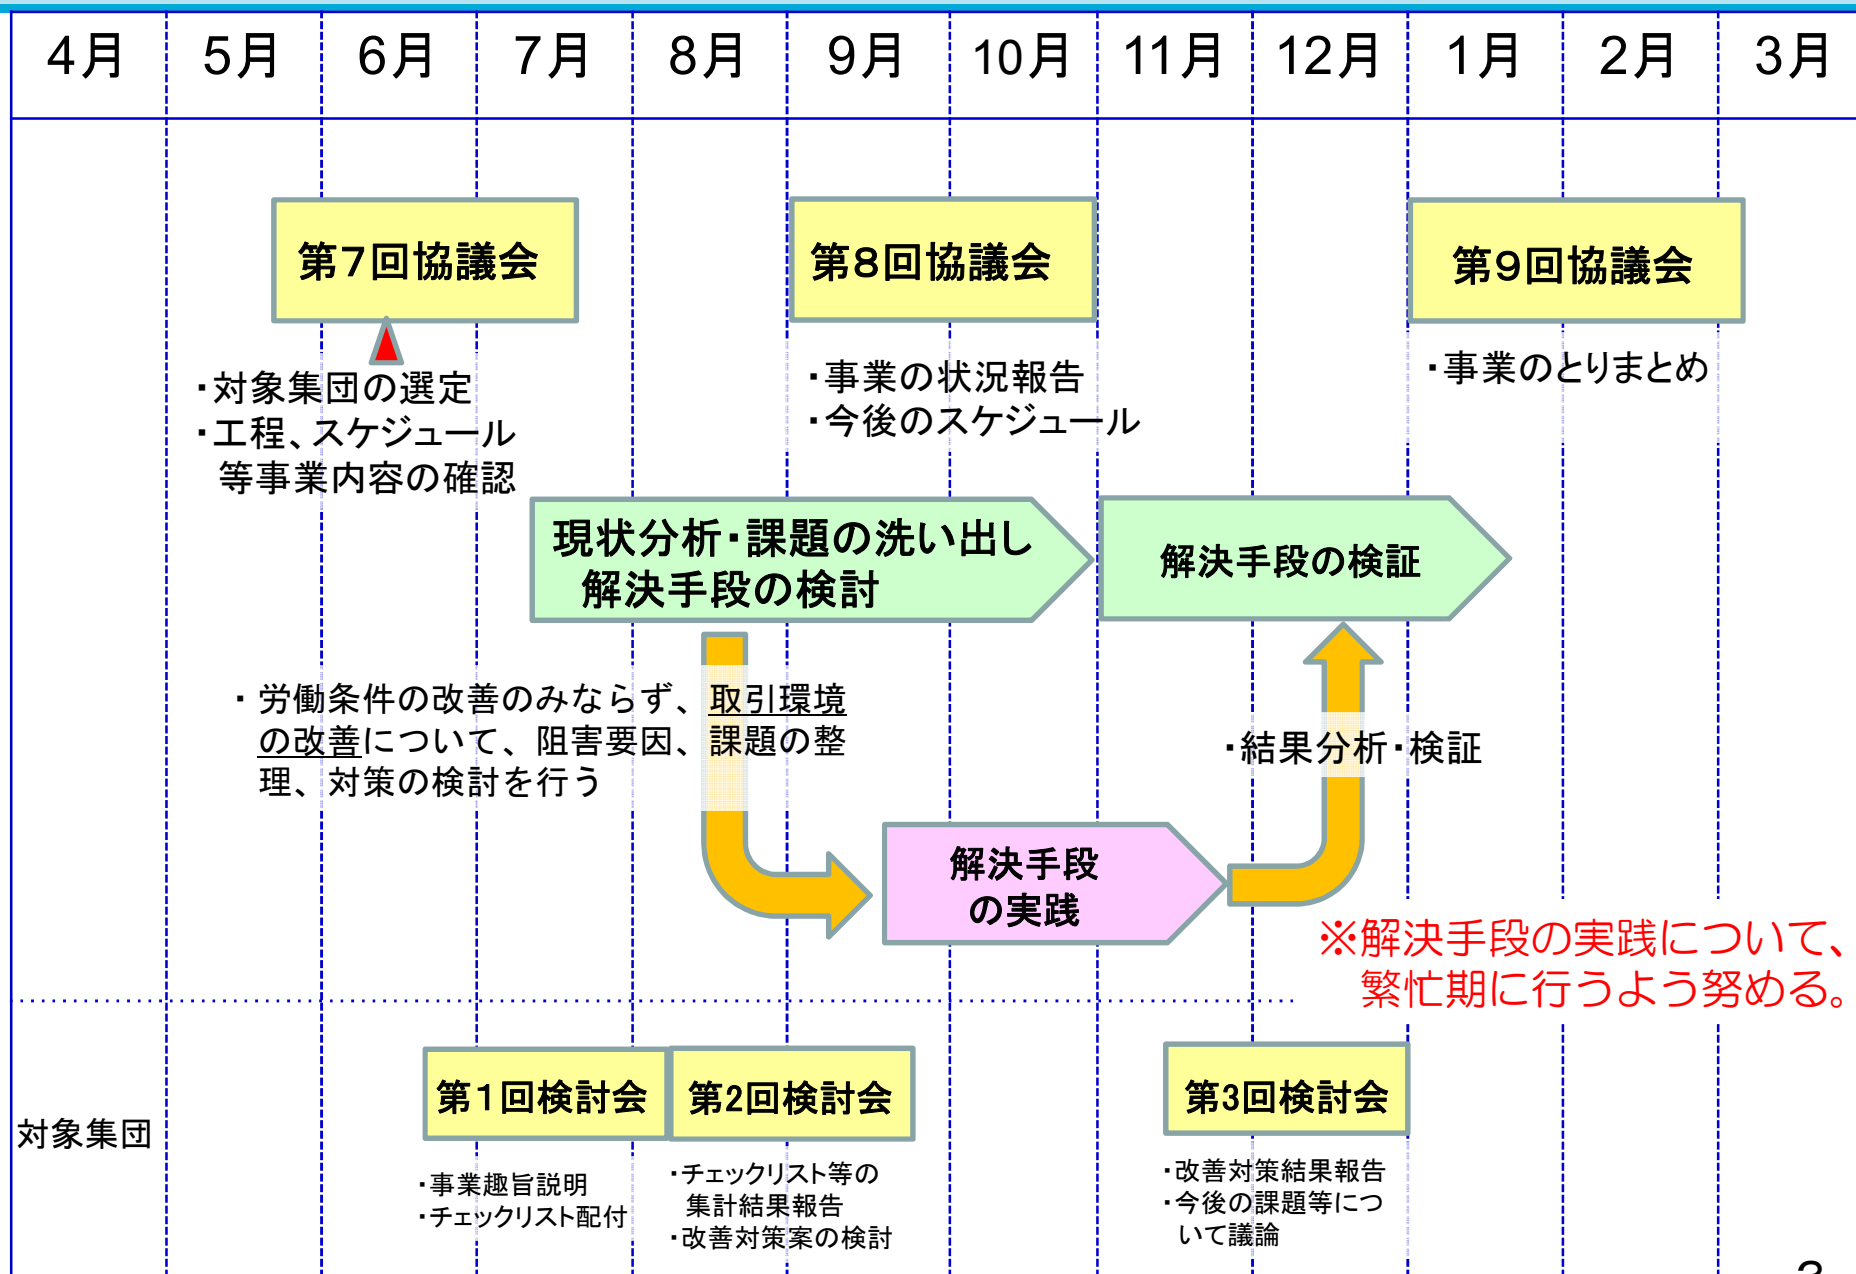 4月 5月 6月 7月 8月 9月 10月 11月 12月 1月 2月 3月
第7回協議会
第8回協議会
第9回協議会
・対象集団の選定
・工程、スケジュール
等事業内容の確認
・事業の状況報告
・今後のスケジュール
・事業のとりまとめ
現状分析・課題の洗い出し
解決手段の検討
解決手段の検証
・労働条件の改善のみならず、取引環境
の改善について、阻害要因、課題の整
理、対策の検討を行う
・結果分析・検証
解決手段
の実践
※解決手段の実践について、
繁忙期に行うよう努める。
対象集団
第1回検討会
第2回検討会
第3回検討会
・事業趣旨説明
・チェックリスト配付
・チェックリスト等の
集計結果報告
・改善対策案の検討
・改善対策結果報告
・今後の課題等につ
いて議論